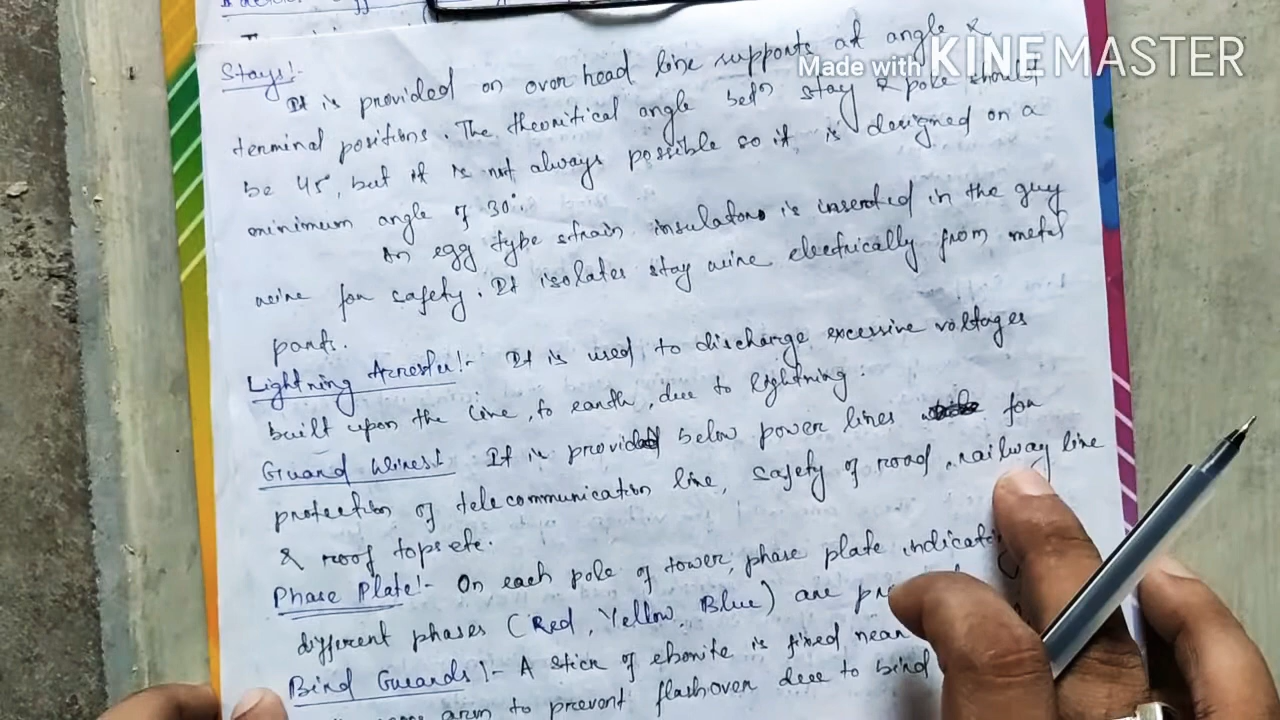 Stays:-
It is provided on over head line supports at angle &
Made with KINEMASTER
terminal positions. The theoritical angle betn stay & pole should
be 45°, but it is not always possible so it is designed on a
minimum angle of 30°.
An egg type strain insulators is inserted in the guy
wire for safety. It isolates stay wire electrically from metal
parts.
Lightning Arrester:- It is used to discharge excessive voltages
built upon the line, to earth, due to lightning.
Guard Wires:- It is provided below power lines for
protection of telecommunication line, safety of road, railway line
& roof tops etc.
Phase Plate:- On each pole of tower, phase plate
different phases (Red, Yellow, Blue) are
Bird Guards:- A stick of ebonite is fixed near
arm to prevent flashover due to bird